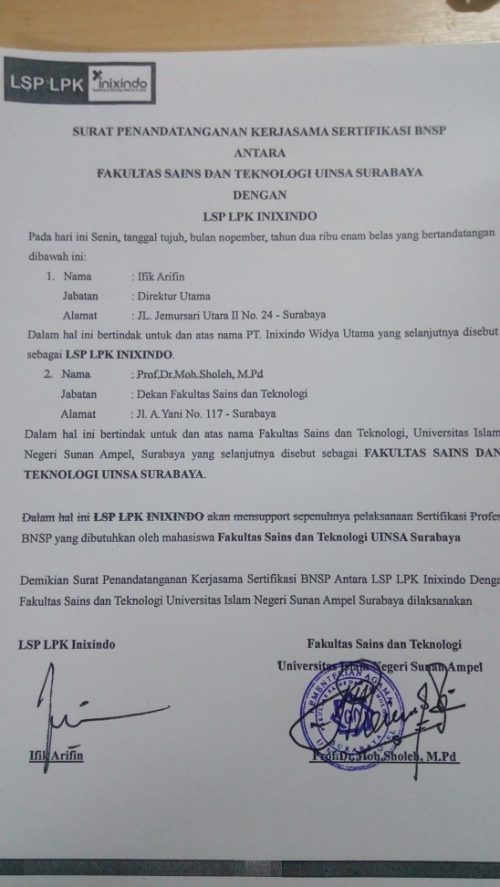 LSP LPK inixindo
SURAT PENANDATANGANAN KERJASAMA SERTIFIKASI BNSP
ANTARA
FAKULTAS SAINS DAN TEKNOLOGI UINSA SURABAYA
DENGAN
LSP LPK INIXINDO
Pada hari ini Senin, tanggal tujuh, bulan nopember, tahun dua ribu enam belas yang bertandatangan
dibawah ini:
1. Nama : Ifik Arifin
Jabatan : Direktur Utama
Alamat : JL. Jemursari Utara II No. 24 - Surabaya
Dalam hal ini bertindak untuk dan atas nama PT. Inixindo Widya Utama yang selanjutnya disebut
sebagai LSP LPK INIXINDO.
2. Nama : Prof.Dr.Moh.Sholeh, M.Pd
Jabatan : Dekan Fakultas Sains dan Teknologi
Alamat : Jl. A.Yani No. 117 - Surabaya
Dalam hal ini bertindak untuk dan atas nama Fakultas Sains dan Teknologi, Universitas Islam
Negeri Sunan Ampel, Surabaya yang selanjutnya disebut sebagai FAKULTAS SAINS DAN
TEKNOLOGI UINSA SURABAYA.
Dalam hal ini LSP LPK INIXINDO akan mensupport sepenuhnya pelaksanaan Sertifikasi Profes
BNSP yang dibutuhkan oleh mahasiswa Fakultas Sains dan Teknologi UINSA Surabaya
Demikian Surat Penandatanganan Kerjasama Sertifikasi BNSP Antara LSP LPK Inixindo Denga
Fakultas Sains dan Teknologi Universitas Islam Negeri Sunan Ampel Surabaya dilaksanakan
LSP LPK Inixindo
Fakultas Sains dan Teknologi
Universitas Islam Negeri Sunan Ampel
KEMENTERIAN AGAMA
SURABAYA
Ifik Arifin
Prof.Dr.Moh.Sholeh, M.Pd